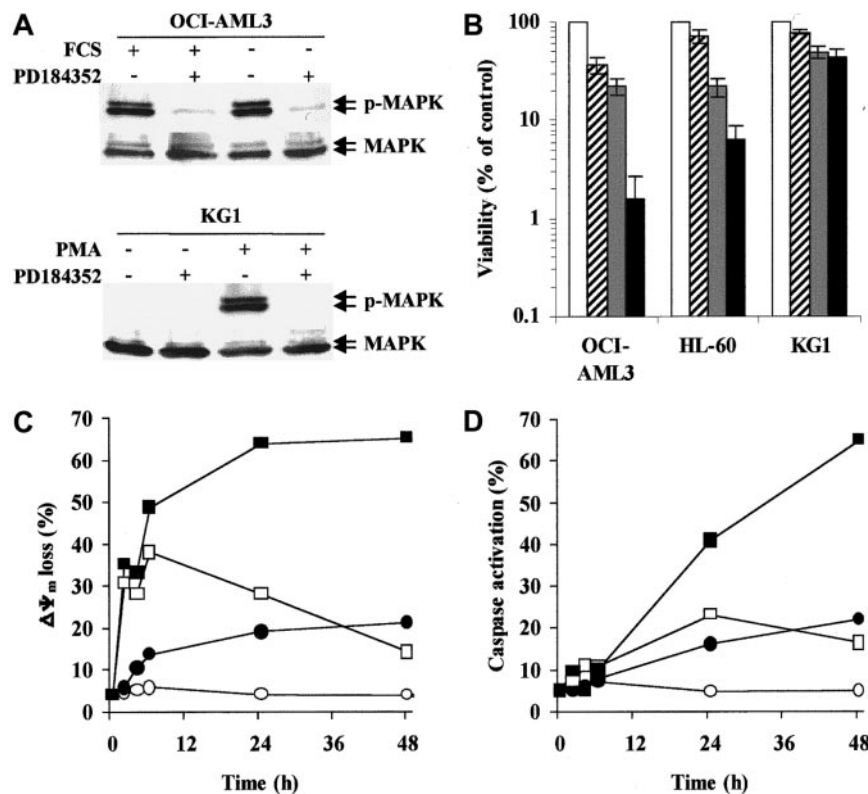 A
OCI-AML3
FCS + + - -
PD184352 - + - +
p-MAPK
MAPK
KG1
PMA - - + +
PD184352 - + - +
p-MAPK
MAPK
B
Viability (% of control)
100
10
1
0.1
OCI-
AML3
HL-60
KG1
C
ΔΨm loss (%)
70
60
50
40
30
20
10
0
0 12 24 36 48
Time (h)
D
Caspase activation (%)
70
60
50
40
30
20
10
0
0 12 24 36 48
Time (h)